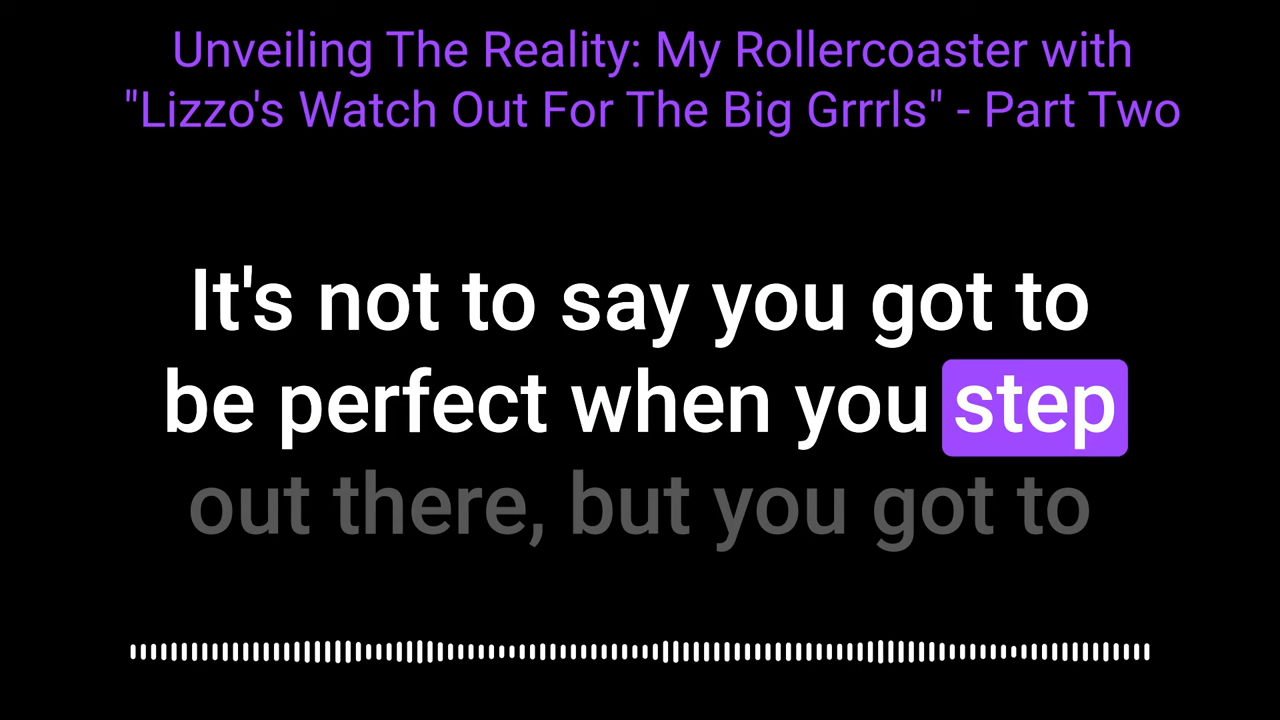 Unveiling The Reality: My Rollercoaster with
"Lizzo's Watch Out For The Big Grrrls" - Part Two
It's not to say you got to
be perfect when you step
out there, but you got to